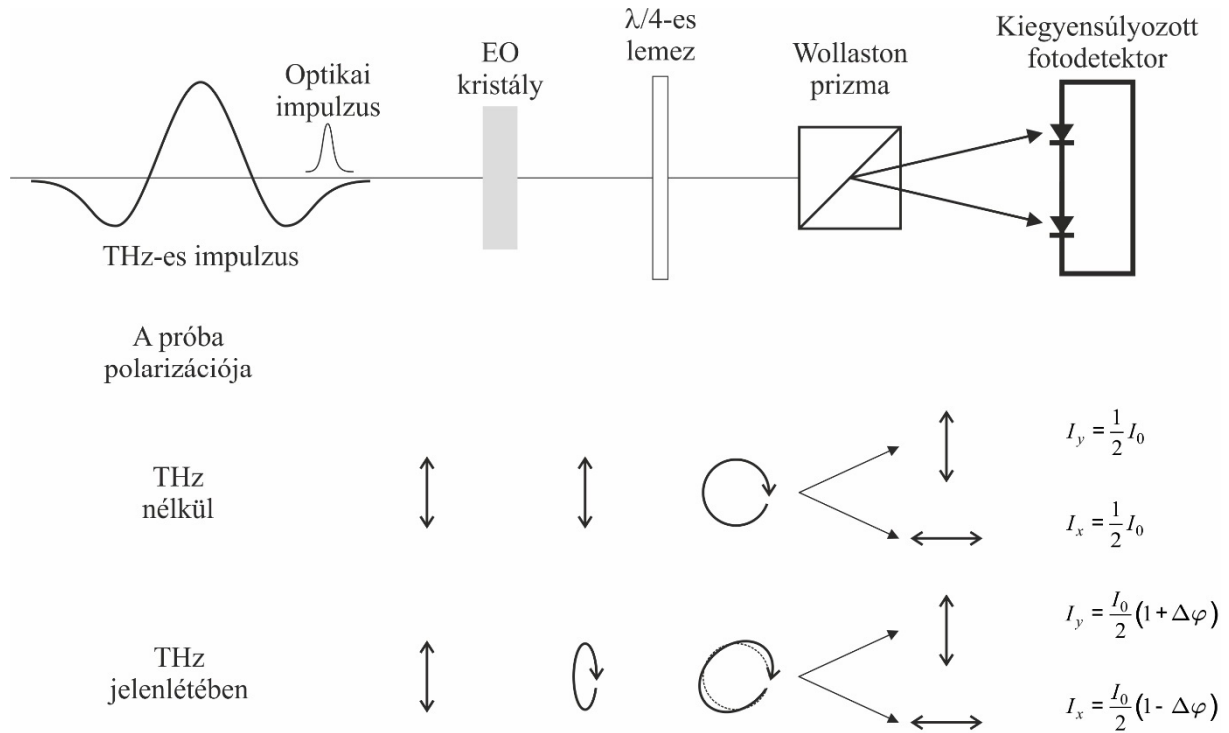 Optikai
impulzus
EO
kristály
λ/4-es
lemez
Wollaston
prizma
Kiegyensúlyozott
fotodetektor
THz-es impulzus
A próba
polarizációja
THz
nélkül
I_y = 1/2 I_0
I_x = 1/2 I_0
THz
jelenlétében
I_y = I_0/2 (1 + Δφ)
I_x = I_0/2 (1 - Δφ)